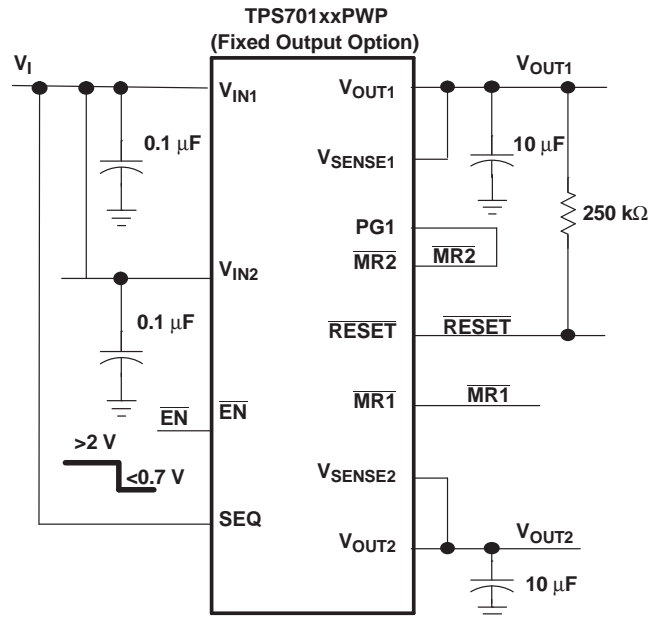 TPS701xxPWP
(Fixed Output Option)
VI
VIN1
VOUT1
VOUT1
0.1 μF
10 μF
VSENSE1
250 kΩ
PG1
MR2
MR2
VIN2
0.1 μF
RESET
RESET
EN
EN
MR1
MR1
>2 V
<0.7 V
VSENSE2
SEQ
VOUT2
VOUT2
10 μF